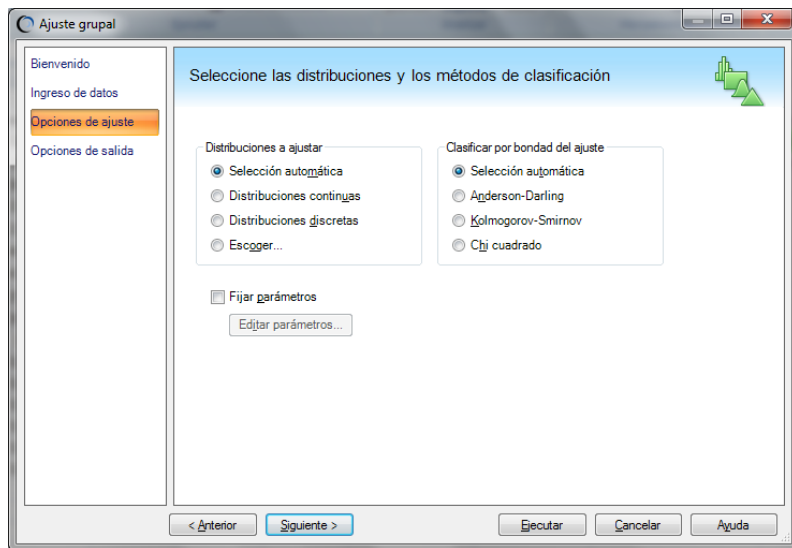 Ajuste grupal
Bienvenido
Ingreso de datos
Opciones de ajuste
Opciones de salida
Seleccione las distribuciones y los métodos de clasificación
Distribuciones a ajustar
Selección automática
Distribuciones continuas
Distribuciones discretas
Escoger...
Clasificar por bondad del ajuste
Selección automática
Anderson-Darling
Kolmogorov-Smirnov
Chi cuadrado
Fijar parámetros
Editar parámetros...
< Anterior
Siguiente >
Ejecutar
Cancelar
Ayuda